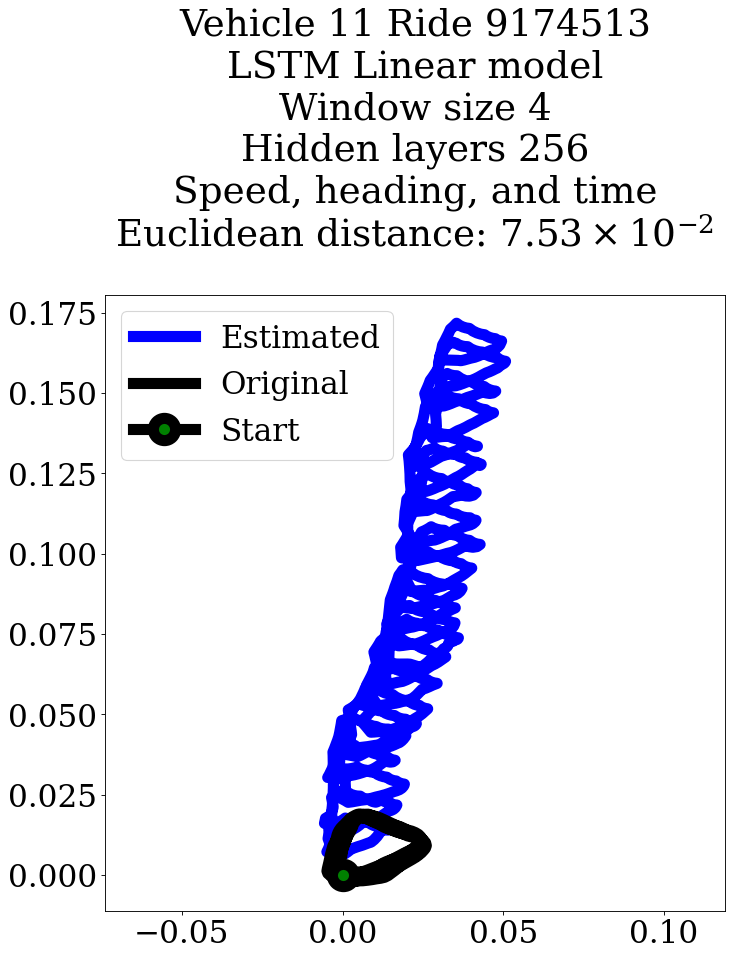 Vehicle 11 Ride 9174513
LSTM Linear model
Window size 4
Hidden layers 256
Speed, heading, and time
Euclidean distance: 7.53 × 10⁻²
0.175
0.150
0.125
0.100
0.075
0.050
0.025
0.000
Estimated
Original
Start
−0.05 0.00 0.05 0.10